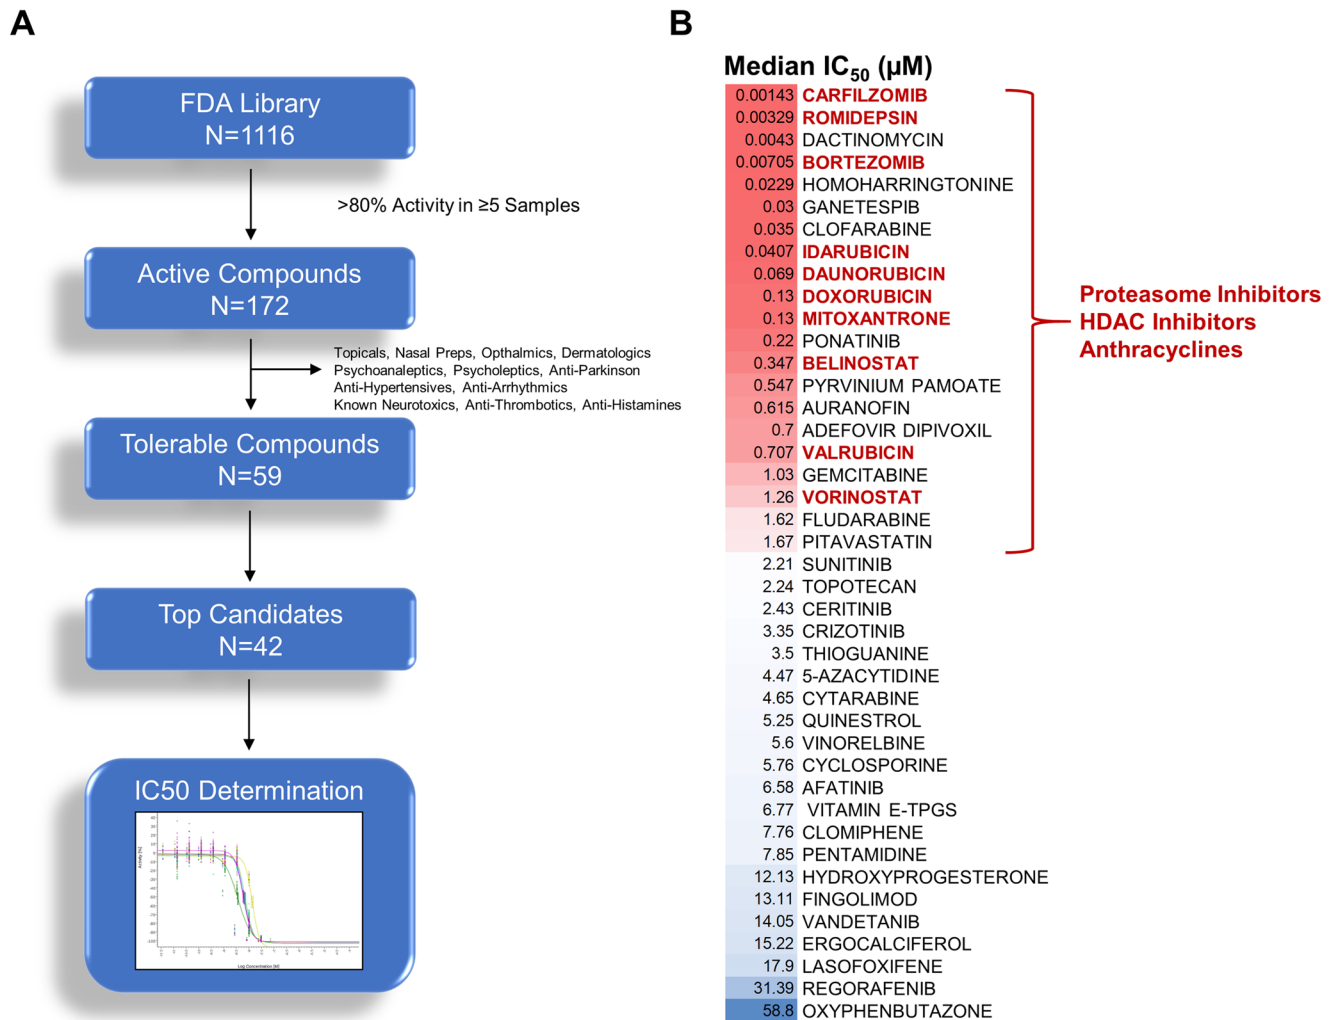 A
FDA Library
N=1116
>80% Activity in ≥5 Samples
Active Compounds
N=172
Topicals, Nasal Preps, Opthalmics, Dermatologics
Psychoanaleptics, Psycholeptics, Anti-Parkinson
Anti-Hypertensives, Anti-Arrhythmics
Known Neurotoxics, Anti-Thrombotics, Anti-Histamines
Tolerable Compounds
N=59
Top Candidates
N=42
IC50 Determination
Activity [%]
Log Concentration [M]
B
Median IC50 (µM)
0.00143 CARFILZOMIB
0.00329 ROMIDEPSIN
0.0043 DACTINOMYCIN
0.00705 BORTEZOMIB
0.0229 HOMOHARRINGTONINE
0.03 GANETESPIB
0.035 CLOFARABINE
0.0407 IDARUBICIN
0.069 DAUNORUBICIN
0.13 DOXORUBICIN
0.13 MITOXANTRONE
0.22 PONATINIB
0.347 BELINOSTAT
0.547 PYRVINIUM PAMOATE
0.615 AURANOFIN
0.7 ADEFOVIR DIPIVOXIL
0.707 VALRUBICIN
1.03 GEMCITABINE
1.26 VORINOSTAT
1.62 FLUDARABINE
1.67 PITAVASTATIN
2.21 SUNITINIB
2.24 TOPOTECAN
2.43 CERITINIB
3.35 CRIZOTINIB
3.5 THIOGUANINE
4.47 5-AZACYTIDINE
4.65 CYTARABINE
5.25 QUINESTROL
5.6 VINORELBINE
5.76 CYCLOSPORINE
6.58 AFATINIB
6.77 VITAMIN E-TPGS
7.76 CLOMIPHENE
7.85 PENTAMIDINE
12.13 HYDROXYPROGESTERONE
13.11 FINGOLIMOD
14.05 VANDETANIB
15.22 ERGOCALCIFEROL
17.9 LASOFOXIFENE
31.39 REGORAFENIB
58.8 OXYPHENBUTAZONE
Proteasome Inhibitors
HDAC Inhibitors
Anthracyclines